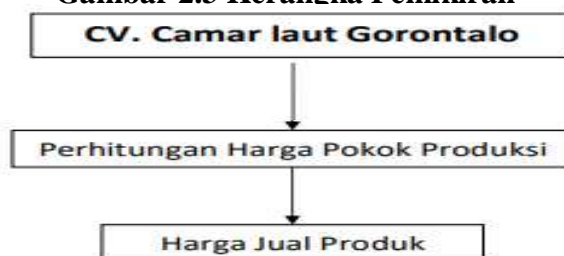 Gambar 2.3 Kerangka Pemikiran
CV. Camar laut Gorontalo
Perhitungan Harga Pokok Produksi
Harga Jual Produk